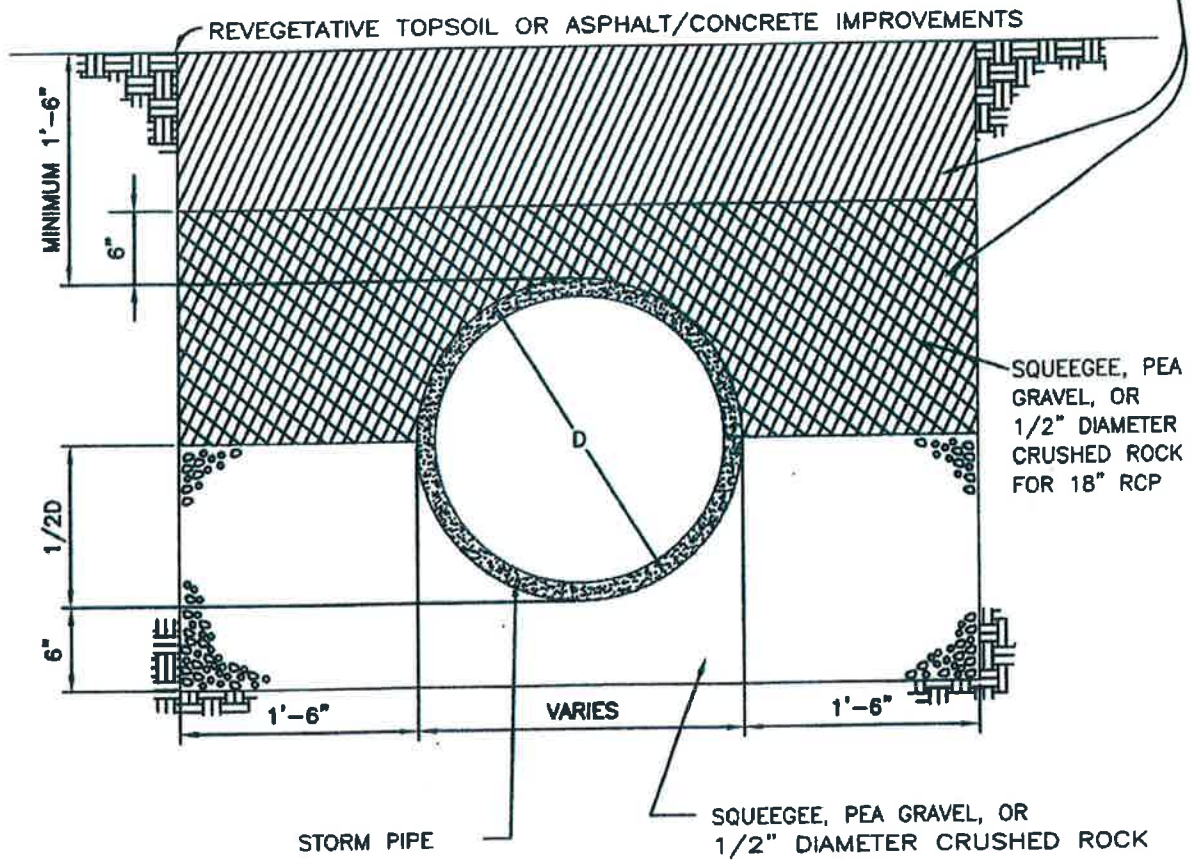 REVEGETATIVE TOPSOIL OR ASPHALT/CONCRETE IMPROVEMENTS
MINIMUM 1'-6"
6"
D
SQUEEGEE, PEA
GRAVEL, OR
1/2" DIAMETER
CRUSHED ROCK
FOR 18" RCP
1/2D
6"
1'-6"
VARIES
1'-6"
STORM PIPE
SQUEEGEE, PEA GRAVEL, OR
1/2" DIAMETER CRUSHED ROCK